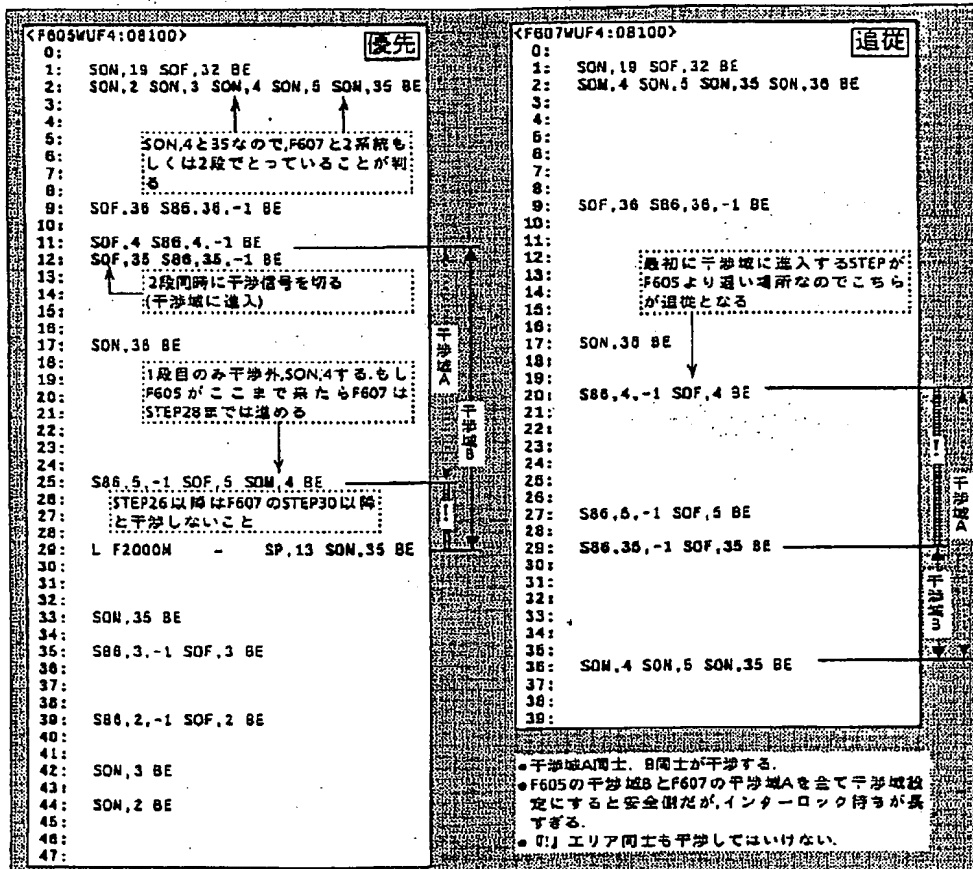 <F605WUF4:08100>
優先
0:
1: SON,19 SOF,32 BE
2: SON,2 SON,3 SON,4 SON,5 SON,35 BE
3:
4:
5:
6:
7:
8:
SON,4と35なので,F607と2系統も
しくは2段でとっていることが判
る
9: SOF,36 S86,36,-1 BE
10:
11: SOF,4 S86,4,-1 BE
12: SOF,35 S86,35,-1 BE
13:
14:
15:
2段同時に干渉信号を切る
(干渉域に進入)
16:
17: SON,36 BE
18:
19:
20:
21:
22:
23:
24:
1段目のみ干渉外,SON,4する.もし
F605がここまで来たらF607は
STEP28までは進める
25: S86,5,-1 SOF,5 SON,4 BE
26:
27:
28:
STEP26以降はF607のSTEP30以降
と干渉しないこと
29: L F2000M - SP,13 SON,35 BE
30:
31:
32:
33: SON,35 BE
34:
35: S86,3,-1 SOF,3 BE
36:
37:
38:
39: S86,2,-1 SOF,2 BE
40:
41:
42: SON,3 BE
43:
44: SON,2 BE
45:
46:
47:
干渉域A
干渉域B
!
<F607WUF4:08100>
追従
0:
1: SON,19 SOF,32 BE
2: SON,4 SON,5 SON,35 SON,36 BE
3:
4:
5:
6:
7:
8:
9: SOF,36 S86,36,-1 BE
10:
11:
12:
13:
14:
15:
最初に干渉域に進入するSTEPが
F605より遅い場所なのでこちら
が追従となる
16:
17: SON,36 BE
18:
19:
20: S86,4,-1 SOF,4 BE
21:
22:
23:
24:
25:
26:
27: S86,5,-1 SOF,5 BE
28:
29: S86,35,-1 SOF,35 BE
30:
31:
32:
33:
34:
35:
36: SON,4 SON,5 SON,35 BE
37:
38:
39:
!
干渉域A
干渉域B
●干渉域A同士、B同士が干渉する.
●F605の干渉域BとF607の干渉域Aを全て干渉域設
定にすると安全側だが,インターロック待ちが長
すぎる.
●『!』エリア同士も干渉してはいけない.